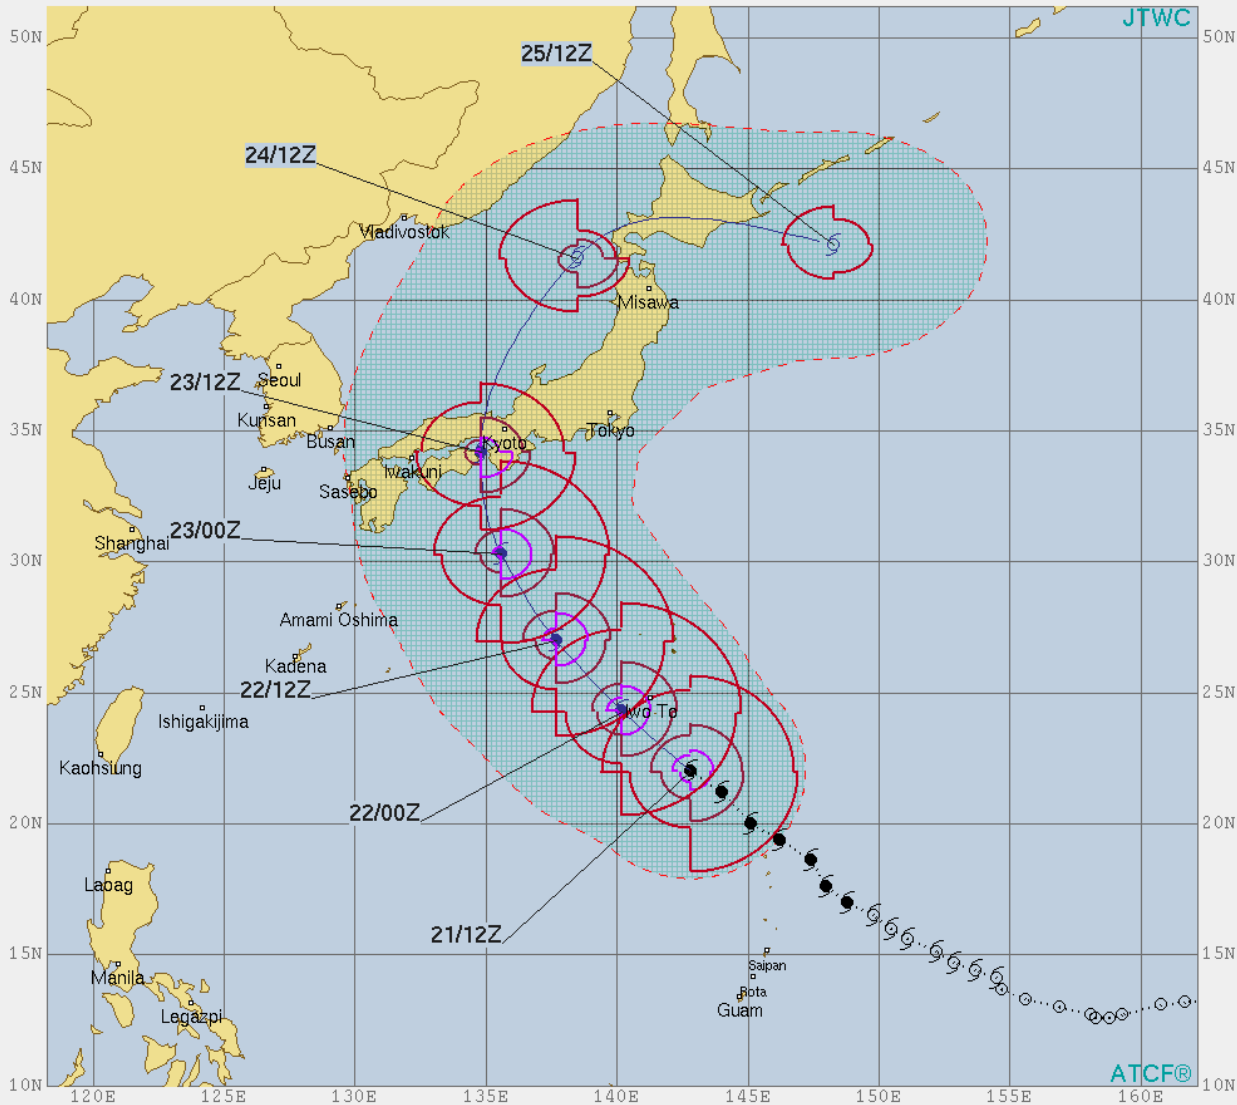 JTWC
50N
50N
25/12Z
24/12Z
45N
45N
Vladivostok
40N
40N
Misawa
Seoul
23/12Z
Kunsan
Busan
35N
35N
Tokyo
Kyoto
Iwakuni
Jeju
Sasebo
23/00Z
Shanghai
30N
30N
Amami Oshima
Kadena
22/12Z
25N
25N
Iwo-To
Ishigakijima
Kaohsiung
22/00Z
20N
20N
Laoag
21/12Z
15N
15N
Saipan
Manila
Rota
Guam
Legazpi
ATCF®
10N
10N
120E
125E
130E
135E
140E
145E
150E
155E
160E